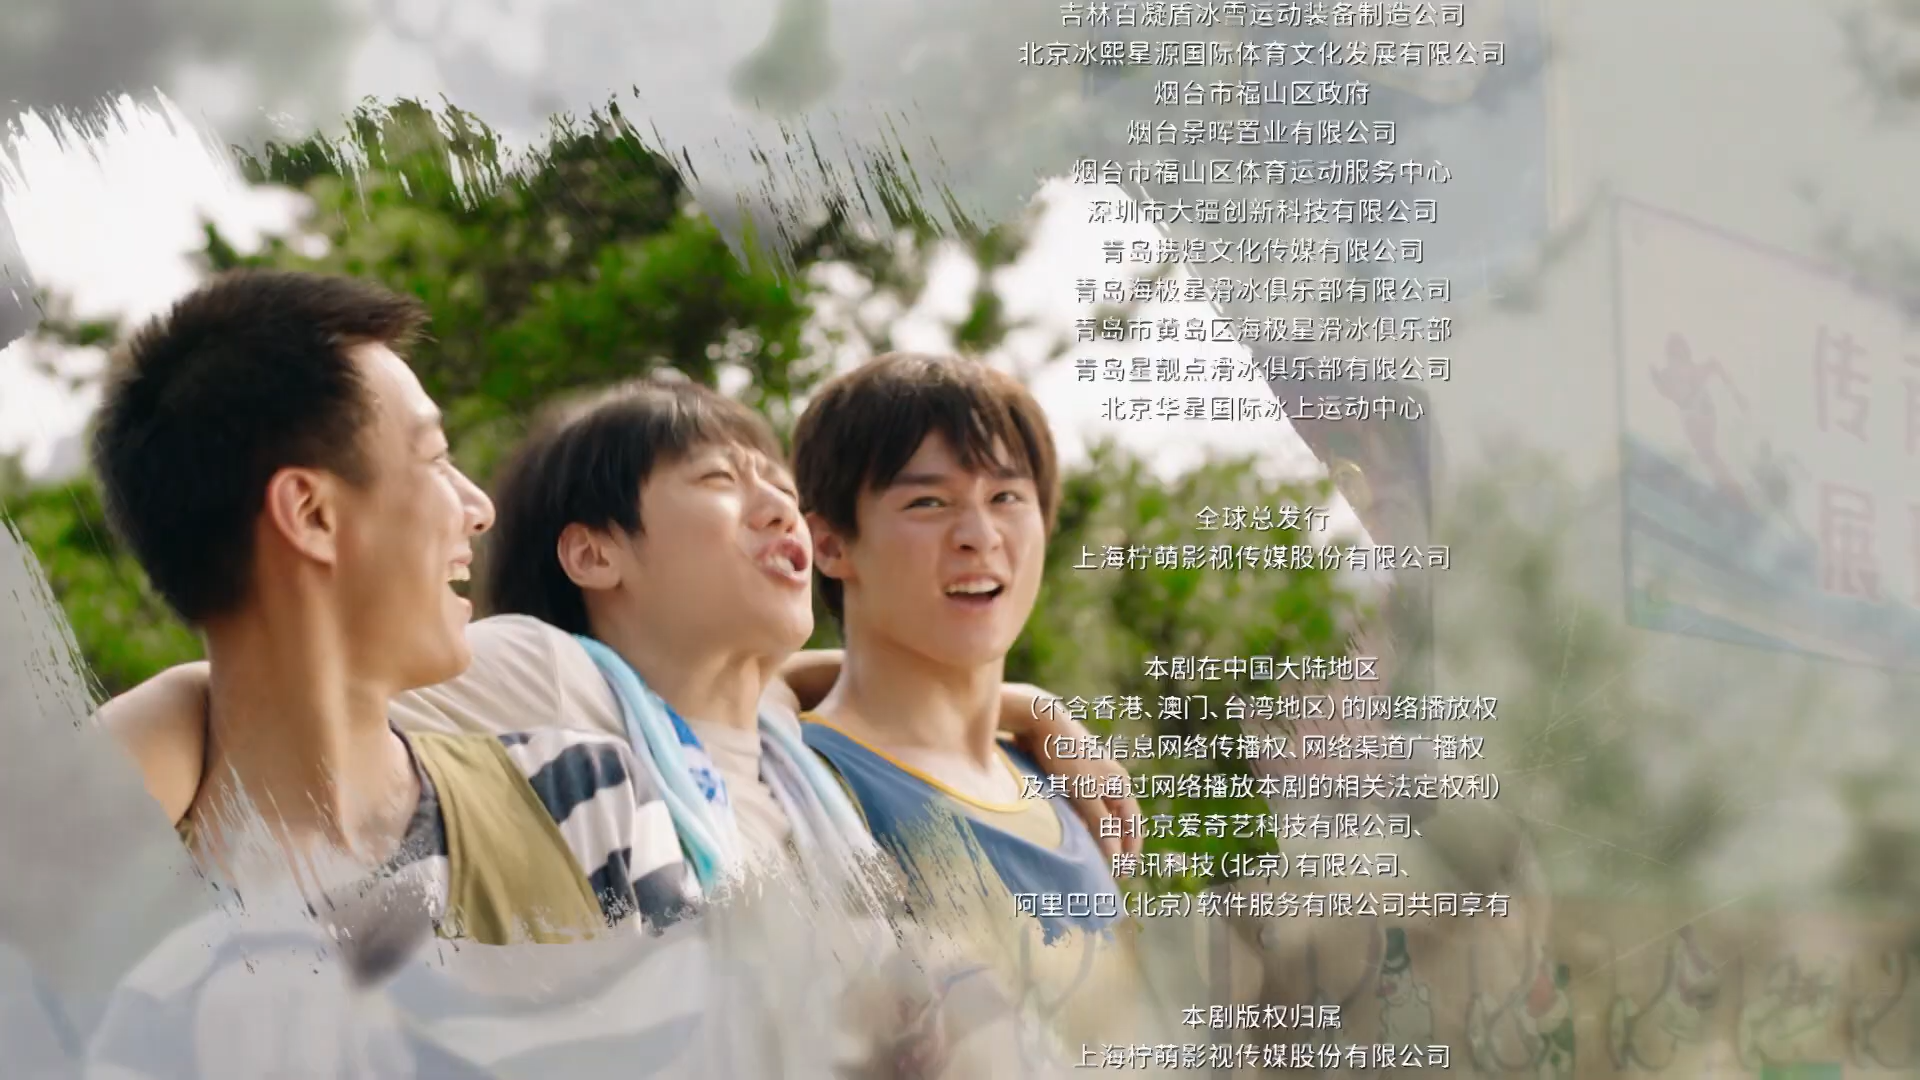 吉林百凝盾冰雪运动装备制造公司
北京冰熙星源国际体育文化发展有限公司
烟台市福山区政府
烟台景晖置业有限公司
烟台市福山区体育运动服务中心
深圳市大疆创新科技有限公司
青岛携煌文化传媒有限公司
青岛海极星滑冰俱乐部有限公司
青岛市黄岛区海极星滑冰俱乐部
青岛星靓点滑冰俱乐部有限公司
北京华星国际冰上运动中心
全球总发行
上海柠萌影视传媒股份有限公司
本剧在中国大陆地区
（不含香港、澳门、台湾地区）的网络播放权
（包括信息网络传播权、网络渠道广播权
及其他通过网络播放本剧的相关法定权利）
由北京爱奇艺科技有限公司、
腾讯科技（北京）有限公司、
阿里巴巴（北京）软件服务有限公司共同享有
本剧版权归属
上海柠萌影视传媒股份有限公司
传
展